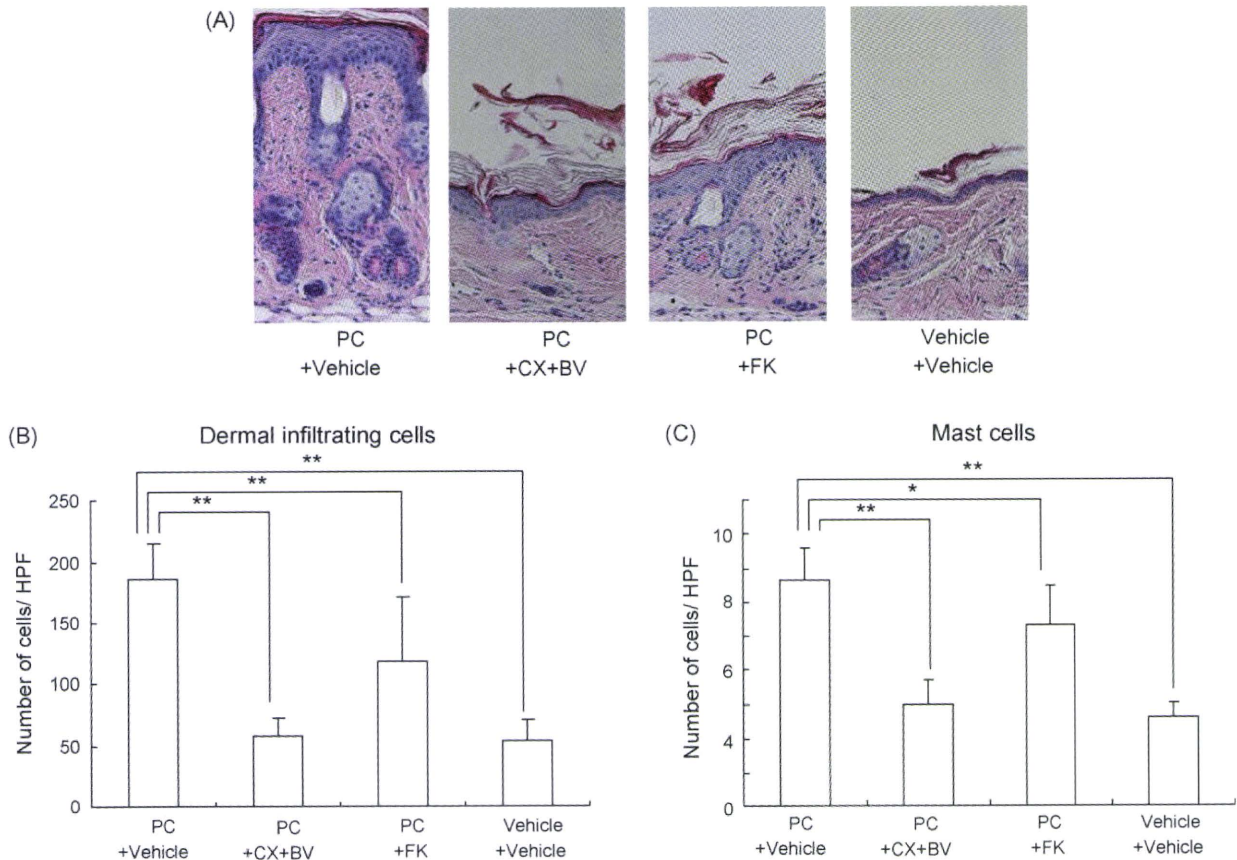 (A)
PC PC PC Vehicle
+Vehicle +CX+BV +FK +Vehicle
(B) Dermal infiltrating cells
**
**
**
Number of cells/ HPF
250
200
150
100
50
0
PC PC PC Vehicle
+Vehicle +CX+BV +FK +Vehicle
(C) Mast cells
**
*
**
Number of cells/ HPF
10
8
6
4
2
0
PC PC PC Vehicle
+Vehicle +CX+BV +FK +Vehicle